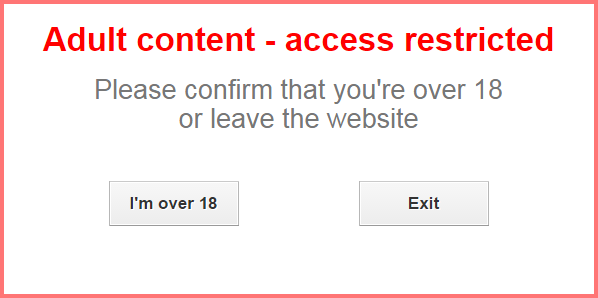 Adult content - access restricted
Please confirm that you're over 18
or leave the website
I'm over 18
Exit